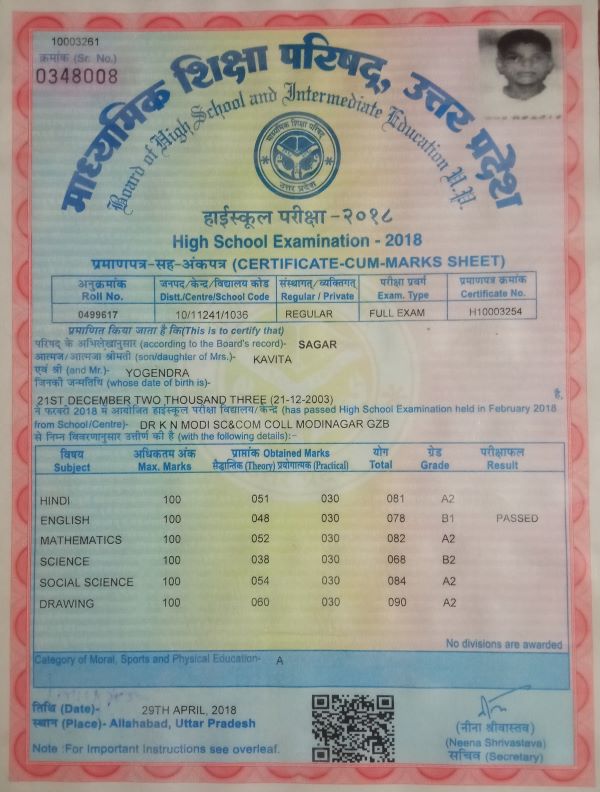 10003261
क्रमांक (Sr. No.)
0348008
माध्यमिक शिक्षा परिषद्, उत्तर प्रदेश
Board of High School and Intermediate Education U.P.
माध्यमिक शिक्षा परिषद्
उत्तर प्रदेश
हाईस्कूल परीक्षा - २०१८
High School Examination - 2018
प्रमाणपत्र-सह-अंकपत्र (CERTIFICATE-CUM-MARKS SHEET)
अनुक्रमांक जनपद/केन्द्र/विद्यालय कोड संस्थागत/व्यक्तिगत परीक्षा प्रवर्ग प्रमाणपत्र क्रमांक
Roll No. Distt./Centre/School Code Regular / Private Exam. Type Certificate No.
0499617 10/11241/1036 REGULAR FULL EXAM H10003254
प्रमाणित किया जाता है कि(This is to certify that)
परिषद् के अभिलेखानुसार (according to the Board's record)- SAGAR
आत्मज/आत्मजा श्रीमती (son/daughter of Mrs.)- KAVITA
एवं श्री (and Mr.)- YOGENDRA
जिनकी जन्मतिथि (whose date of birth is)-
21ST DECEMBER TWO THOUSAND THREE (21-12-2003) है,
ने फरवरी 2018 में आयोजित हाईस्कूल परीक्षा विद्यालय/केन्द्र (has passed High School Examination held in February 2018
from School/Centre)- DR K N MODI SC&COM COLL MODINAGAR GZB
से निम्न विवरणानुसार उत्तीर्ण की है (with the following details):-
विषय अधिकतम अंक प्राप्तांक Obtained Marks योग ग्रेड परीक्षाफल
Subject Max. Marks सैद्धान्तिक (Theory) प्रयोगात्मक (Practical) Total Grade Result
HINDI 100 051 030 081 A2
ENGLISH 100 048 030 078 B1 PASSED
MATHEMATICS 100 052 030 082 A2
SCIENCE 100 038 030 068 B2
SOCIAL SCIENCE 100 054 030 084 A2
DRAWING 100 060 030 090 A2
No divisions are awarded
Category of Moral, Sports and Physical Education- A
तिथि (Date)- 29TH APRIL, 2018
स्थान (Place)- Allahabad, Uttar Pradesh
(नीना श्रीवास्तव)
(Neena Shrivastava)
सचिव (Secretary)
Note :For Important Instructions see overleaf.